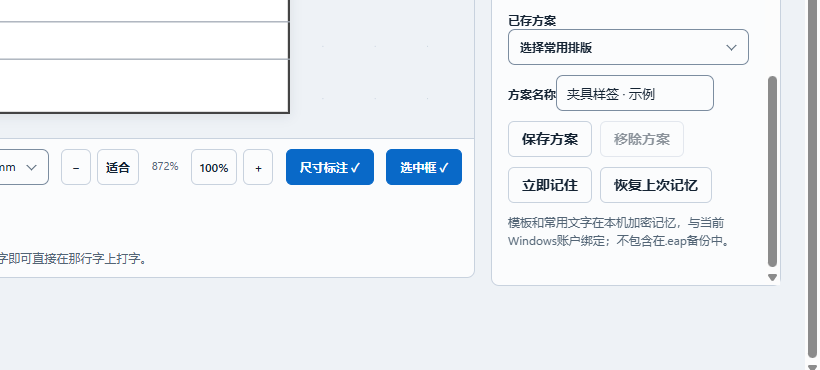 已存方案
选择常用排版
方案名称 夹具样签 · 示例
保存方案 移除方案
立即记住 恢复上次记忆
模板和常用文字在本机加密记忆，与当前
Windows账户绑定；不包含在.eap备份中。
mm − 适合 872% 100% + 尺寸标注 ✓ 选中框 ✓
字即可直接在那行字上打字。